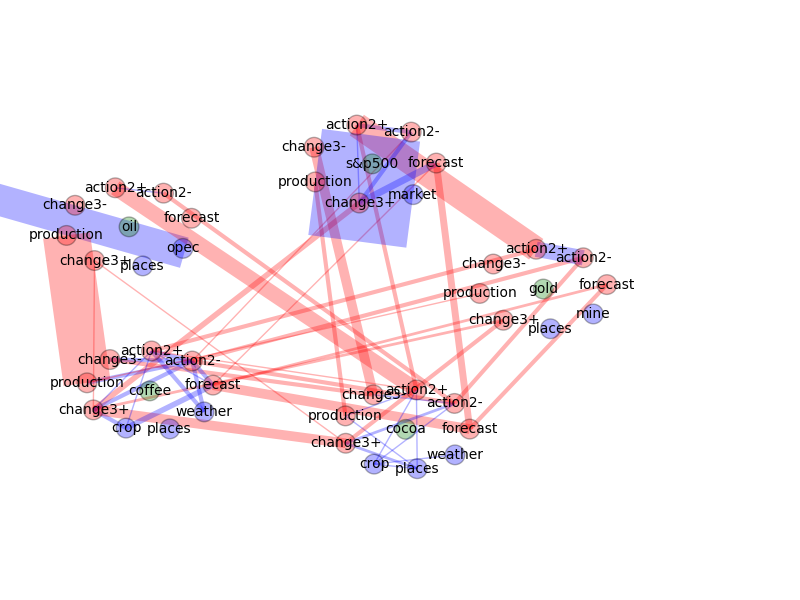 action2+
action2-
change3-
s&p500
forecast
production
market
change3+
action2+
action2-
change3-
forecast
oil
production
opec
change3+
places
action2+
action2-
change3-
forecast
gold
production
mine
change3+
places
action2+
change3-
action2-
production
coffee
forecast
change3+
weather
crop
places
action2+
change3-
action2-
production
cocoa
forecast
change3+
weather
crop
places